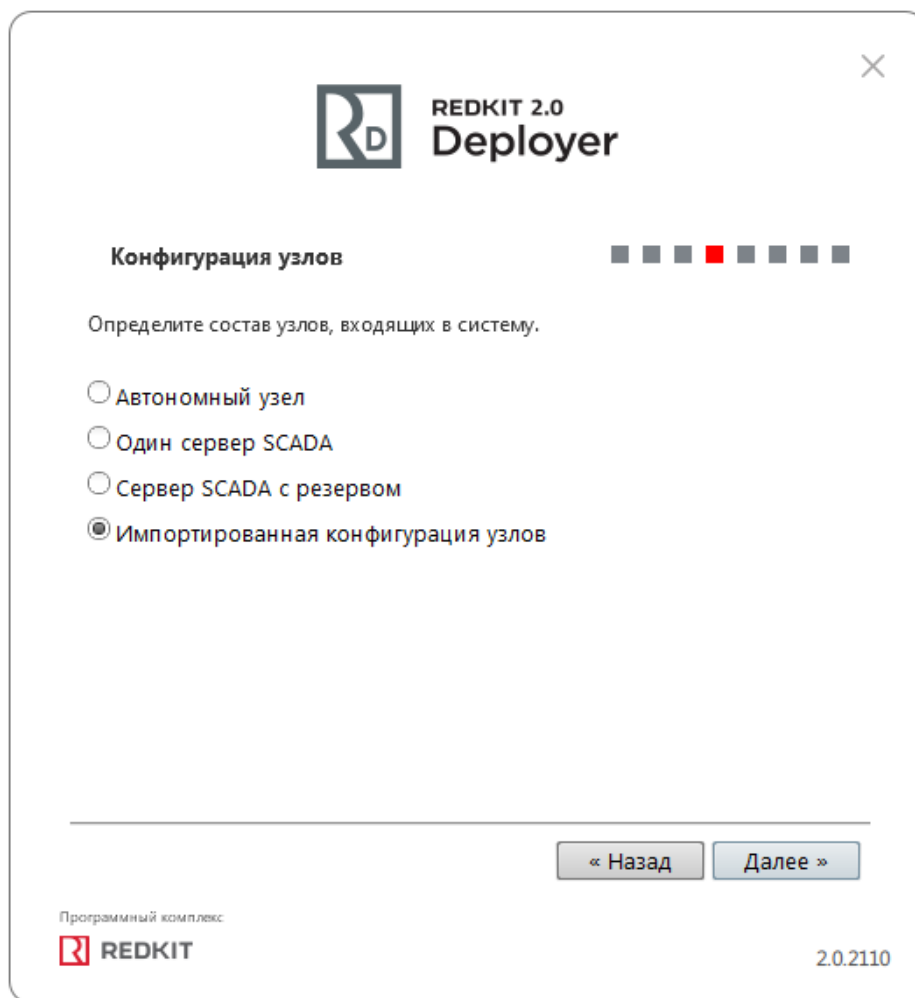 REDKIT 2.0
Deployer
Конфигурация узлов
Определите состав узлов, входящих в систему.
Автономный узел
Один сервер SCADA
Сервер SCADA с резервом
Импортированная конфигурация узлов
« Назад
Далее »
Программный комплекс
REDKIT
2.0.2110